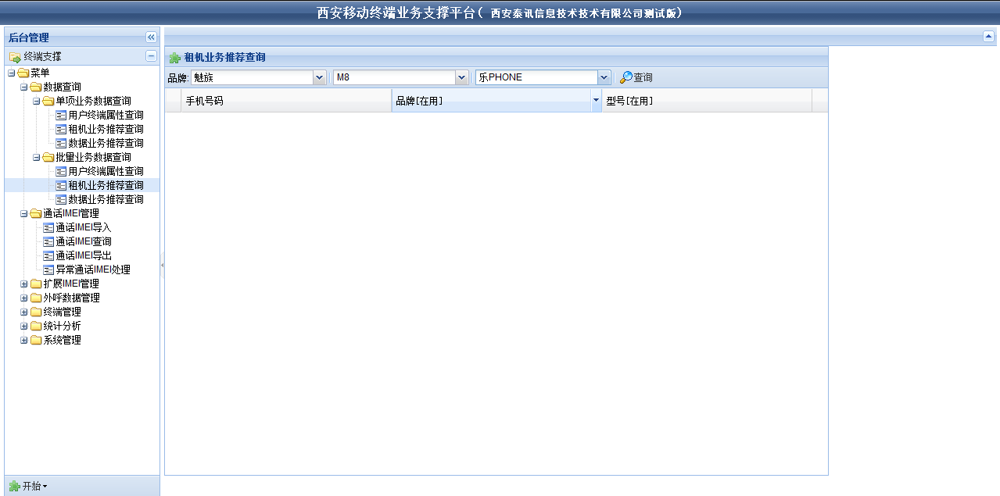 西安移动终端业务支撑平台( 西安秦讯信息技术技术有限公司测试版)
后台管理
终端支撑
菜单
数据查询
单项业务数据查询
用户终端属性查询
租机业务推荐查询
数据业务推荐查询
批量业务数据查询
用户终端属性查询
租机业务推荐查询
数据业务推荐查询
通话IMEI管理
通话IMEI导入
通话IMEI查询
通话IMEI导出
异常通话IMEI处理
扩展IMEI管理
外呼数据管理
终端管理
统计分析
系统管理
开始
租机业务推荐查询
品牌: 魅族 M8 乐PHONE 查询
手机号码 品牌[在用] 型号[在用]